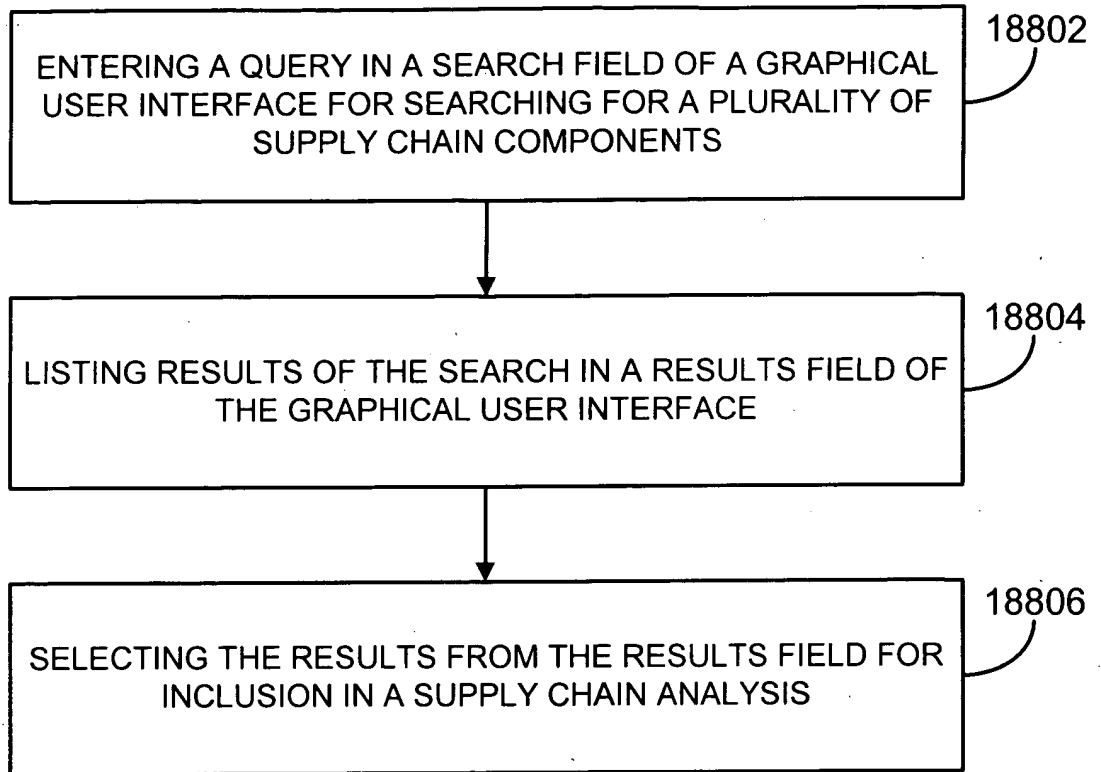 18802
ENTERING A QUERY IN A SEARCH FIELD OF A GRAPHICAL
USER INTERFACE FOR SEARCHING FOR A PLURALITY OF
SUPPLY CHAIN COMPONENTS
18804
LISTING RESULTS OF THE SEARCH IN A RESULTS FIELD OF
THE GRAPHICAL USER INTERFACE
18806
SELECTING THE RESULTS FROM THE RESULTS FIELD FOR
INCLUSION IN A SUPPLY CHAIN ANALYSIS